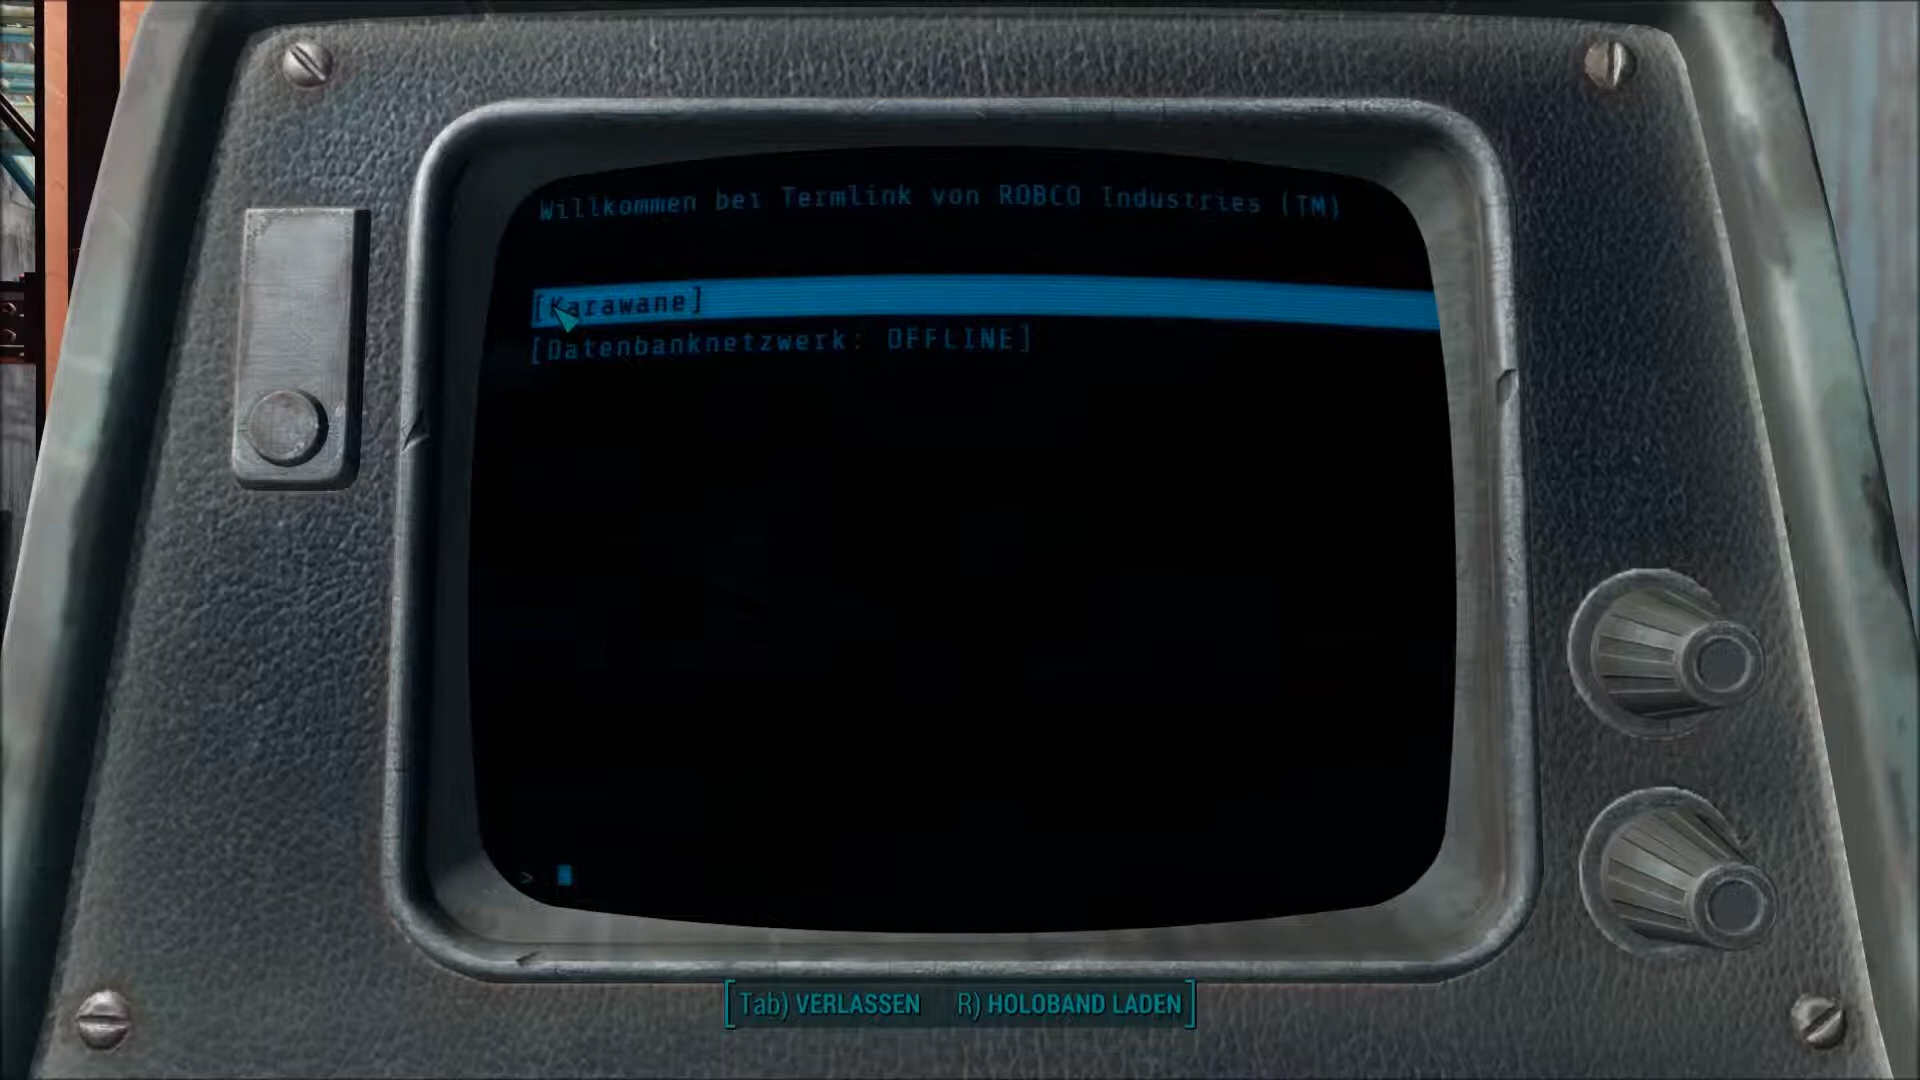 Willkommen bei Termlink von ROBCO Industries (TM)
[Karawane]
[Datenbanknetzwerk: OFFLINE]
>
[Tab) VERLASSEN R) HOLOBAND LADEN]